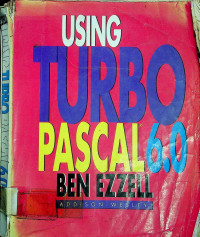 USING
TURBO
PASCAL 6.0
BEN EZZELL
ADDISON-WESLEY